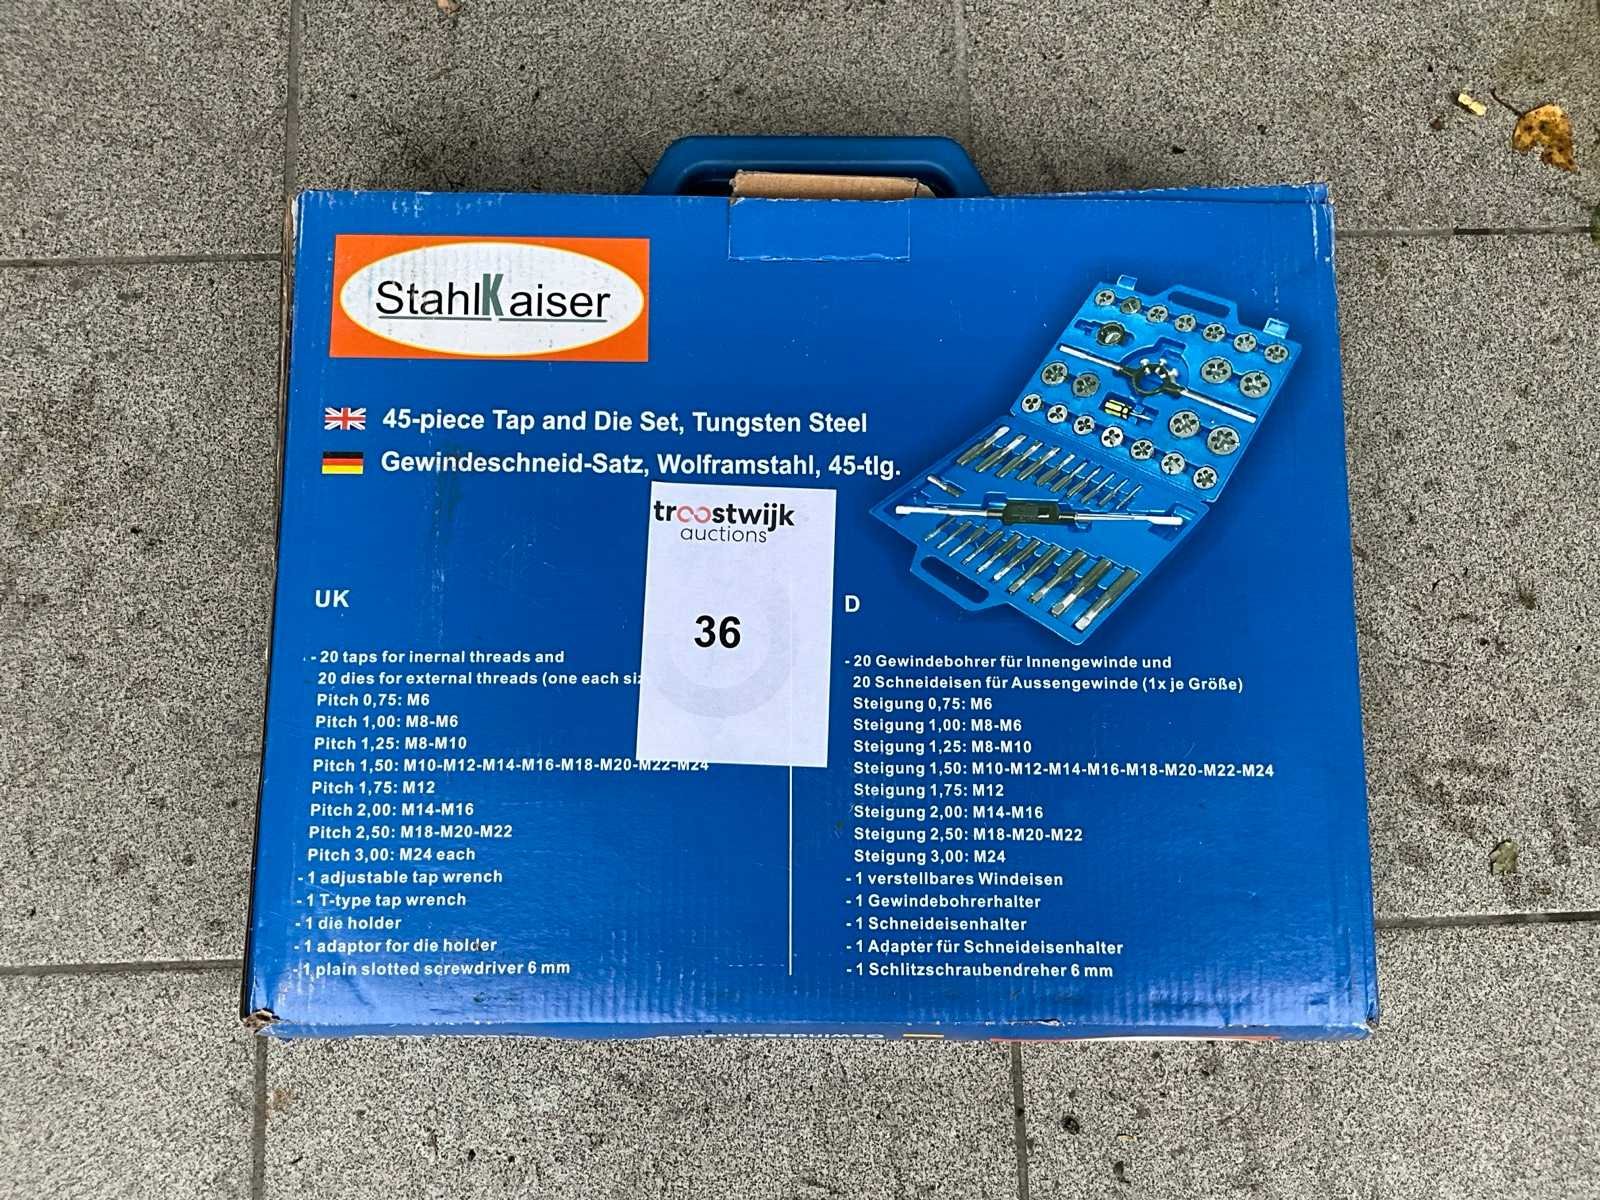 StahlKaiser
45-piece Tap and Die Set, Tungsten Steel
Gewindeschneid-Satz, Wolframstahl, 45-tlg.
troostwijk
auctions
36
UK
- 20 taps for inernal threads and
20 dies for external threads (one each
Pitch 0,75: M6
Pitch 1,00: M8-M6
Pitch 1,25: M8-M10
Pitch 1,50: M10-M12-M14-M16-M18-M20-M22-M24
Pitch 1,75: M12
Pitch 2,00: M14-M16
Pitch 2,50: M18-M20-M22
Pitch 3,00: M24 each
- 1 adjustable tap wrench
- 1 T-type tap wrench
- 1 die holder
- 1 adaptor for die holder
- 1 plain slotted screwdriver 6 mm
D
- 20 Gewindebohrer für Innengewinde und
20 Schneideisen für Aussengewinde (1x je Größe)
Steigung 0,75: M6
Steigung 1,00: M8-M6
Steigung 1,25: M8-M10
Steigung 1,50: M10-M12-M14-M16-M18-M20-M22-M24
Steigung 1,75: M12
Steigung 2,00: M14-M16
Steigung 2,50: M18-M20-M22
Steigung 3,00: M24
- 1 verstellbares Windeisen
- 1 Gewindebohrerhalter
- 1 Schneideisenhalter
- 1 Adapter für Schneideisenhalter
- 1 Schlitzschraubendreher 6 mm